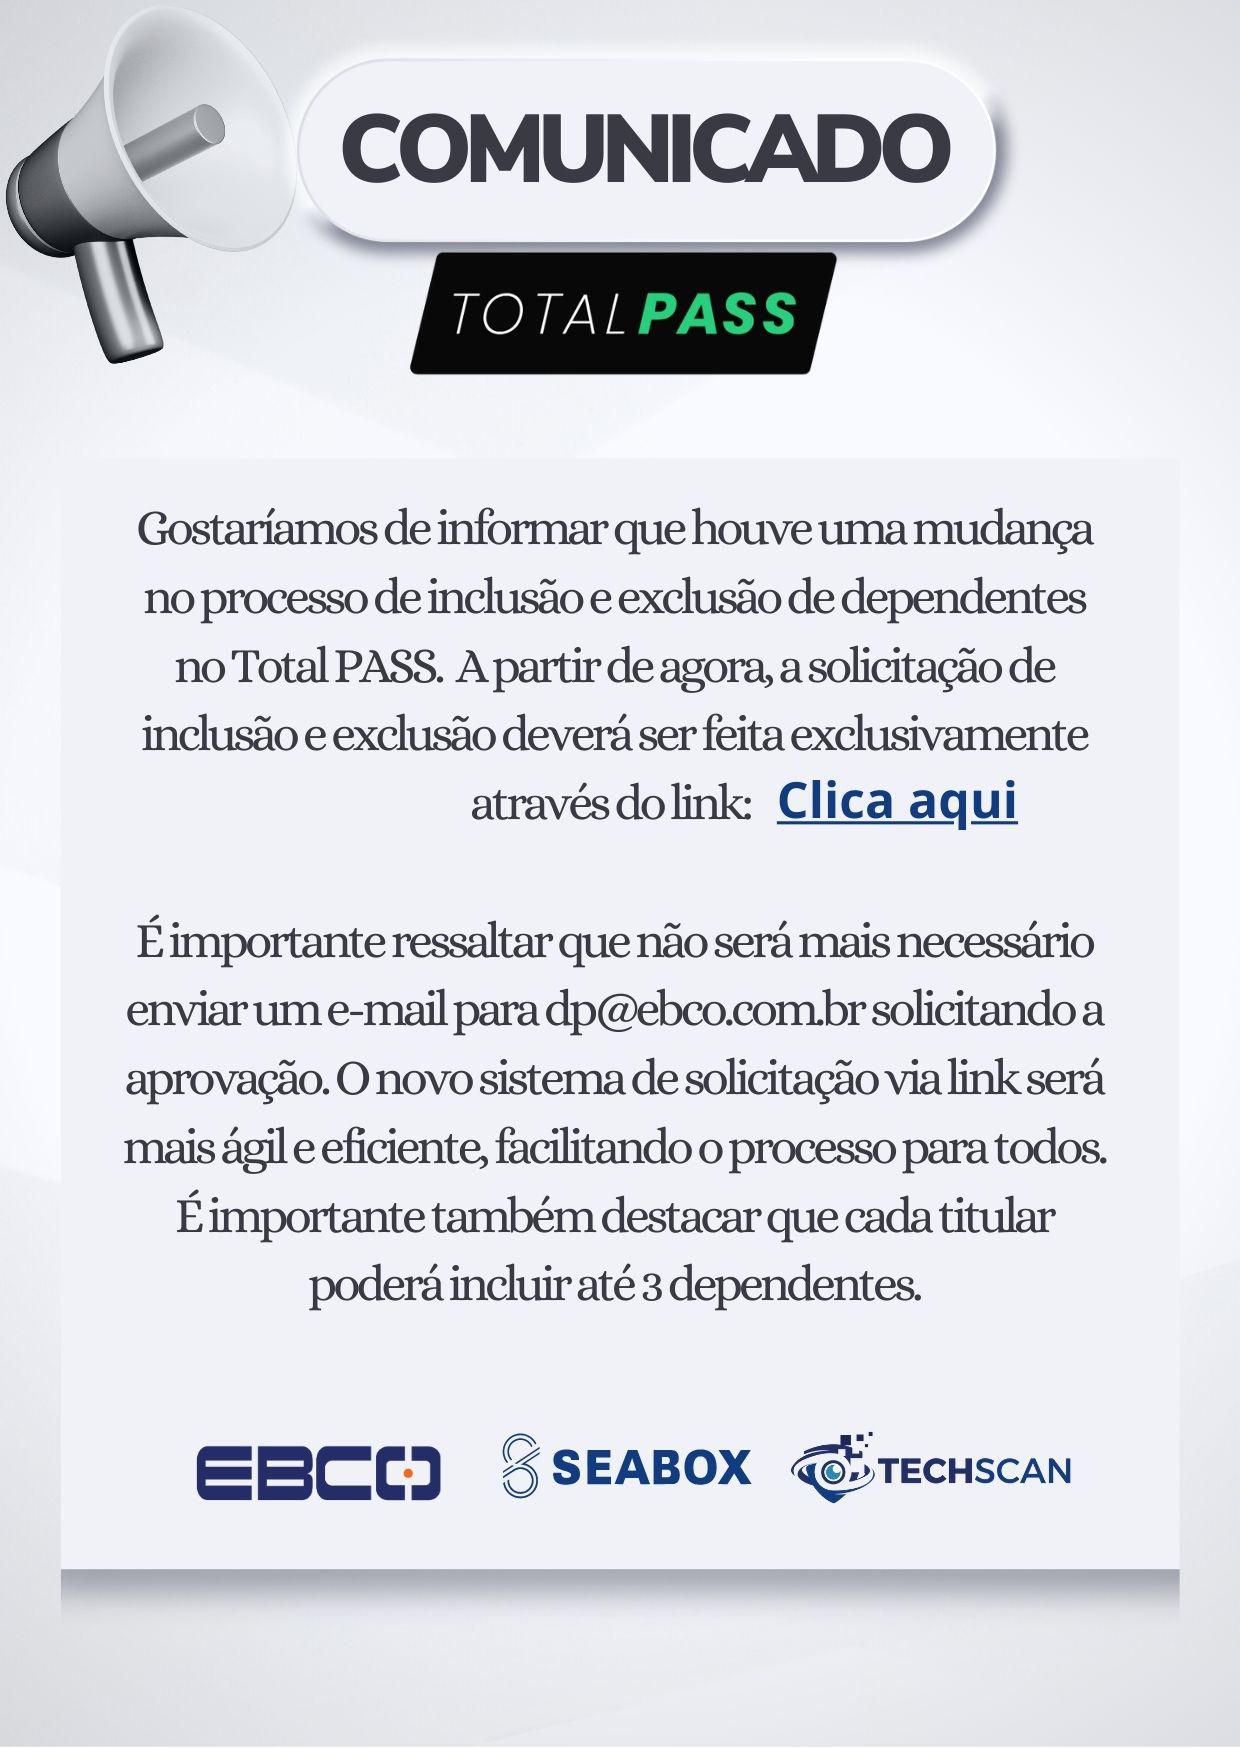 COMUNICADO
TOTALPASS
Gostaríamos de informar que houve uma mudança
no processo de inclusão e exclusão de dependentes
no Total PASS. A partir de agora, a solicitação de
inclusão e exclusão deverá ser feita exclusivamente
através do link: Clica aqui
É importante ressaltar que não será mais necessário
enviar um e-mail para dp@ebco.com.br solicitando a
aprovação. O novo sistema de solicitação via link será
mais ágil e eficiente, facilitando o processo para todos.
É importante também destacar que cada titular
poderá incluir até 3 dependentes.
EBCO SEABOX TECHSCAN